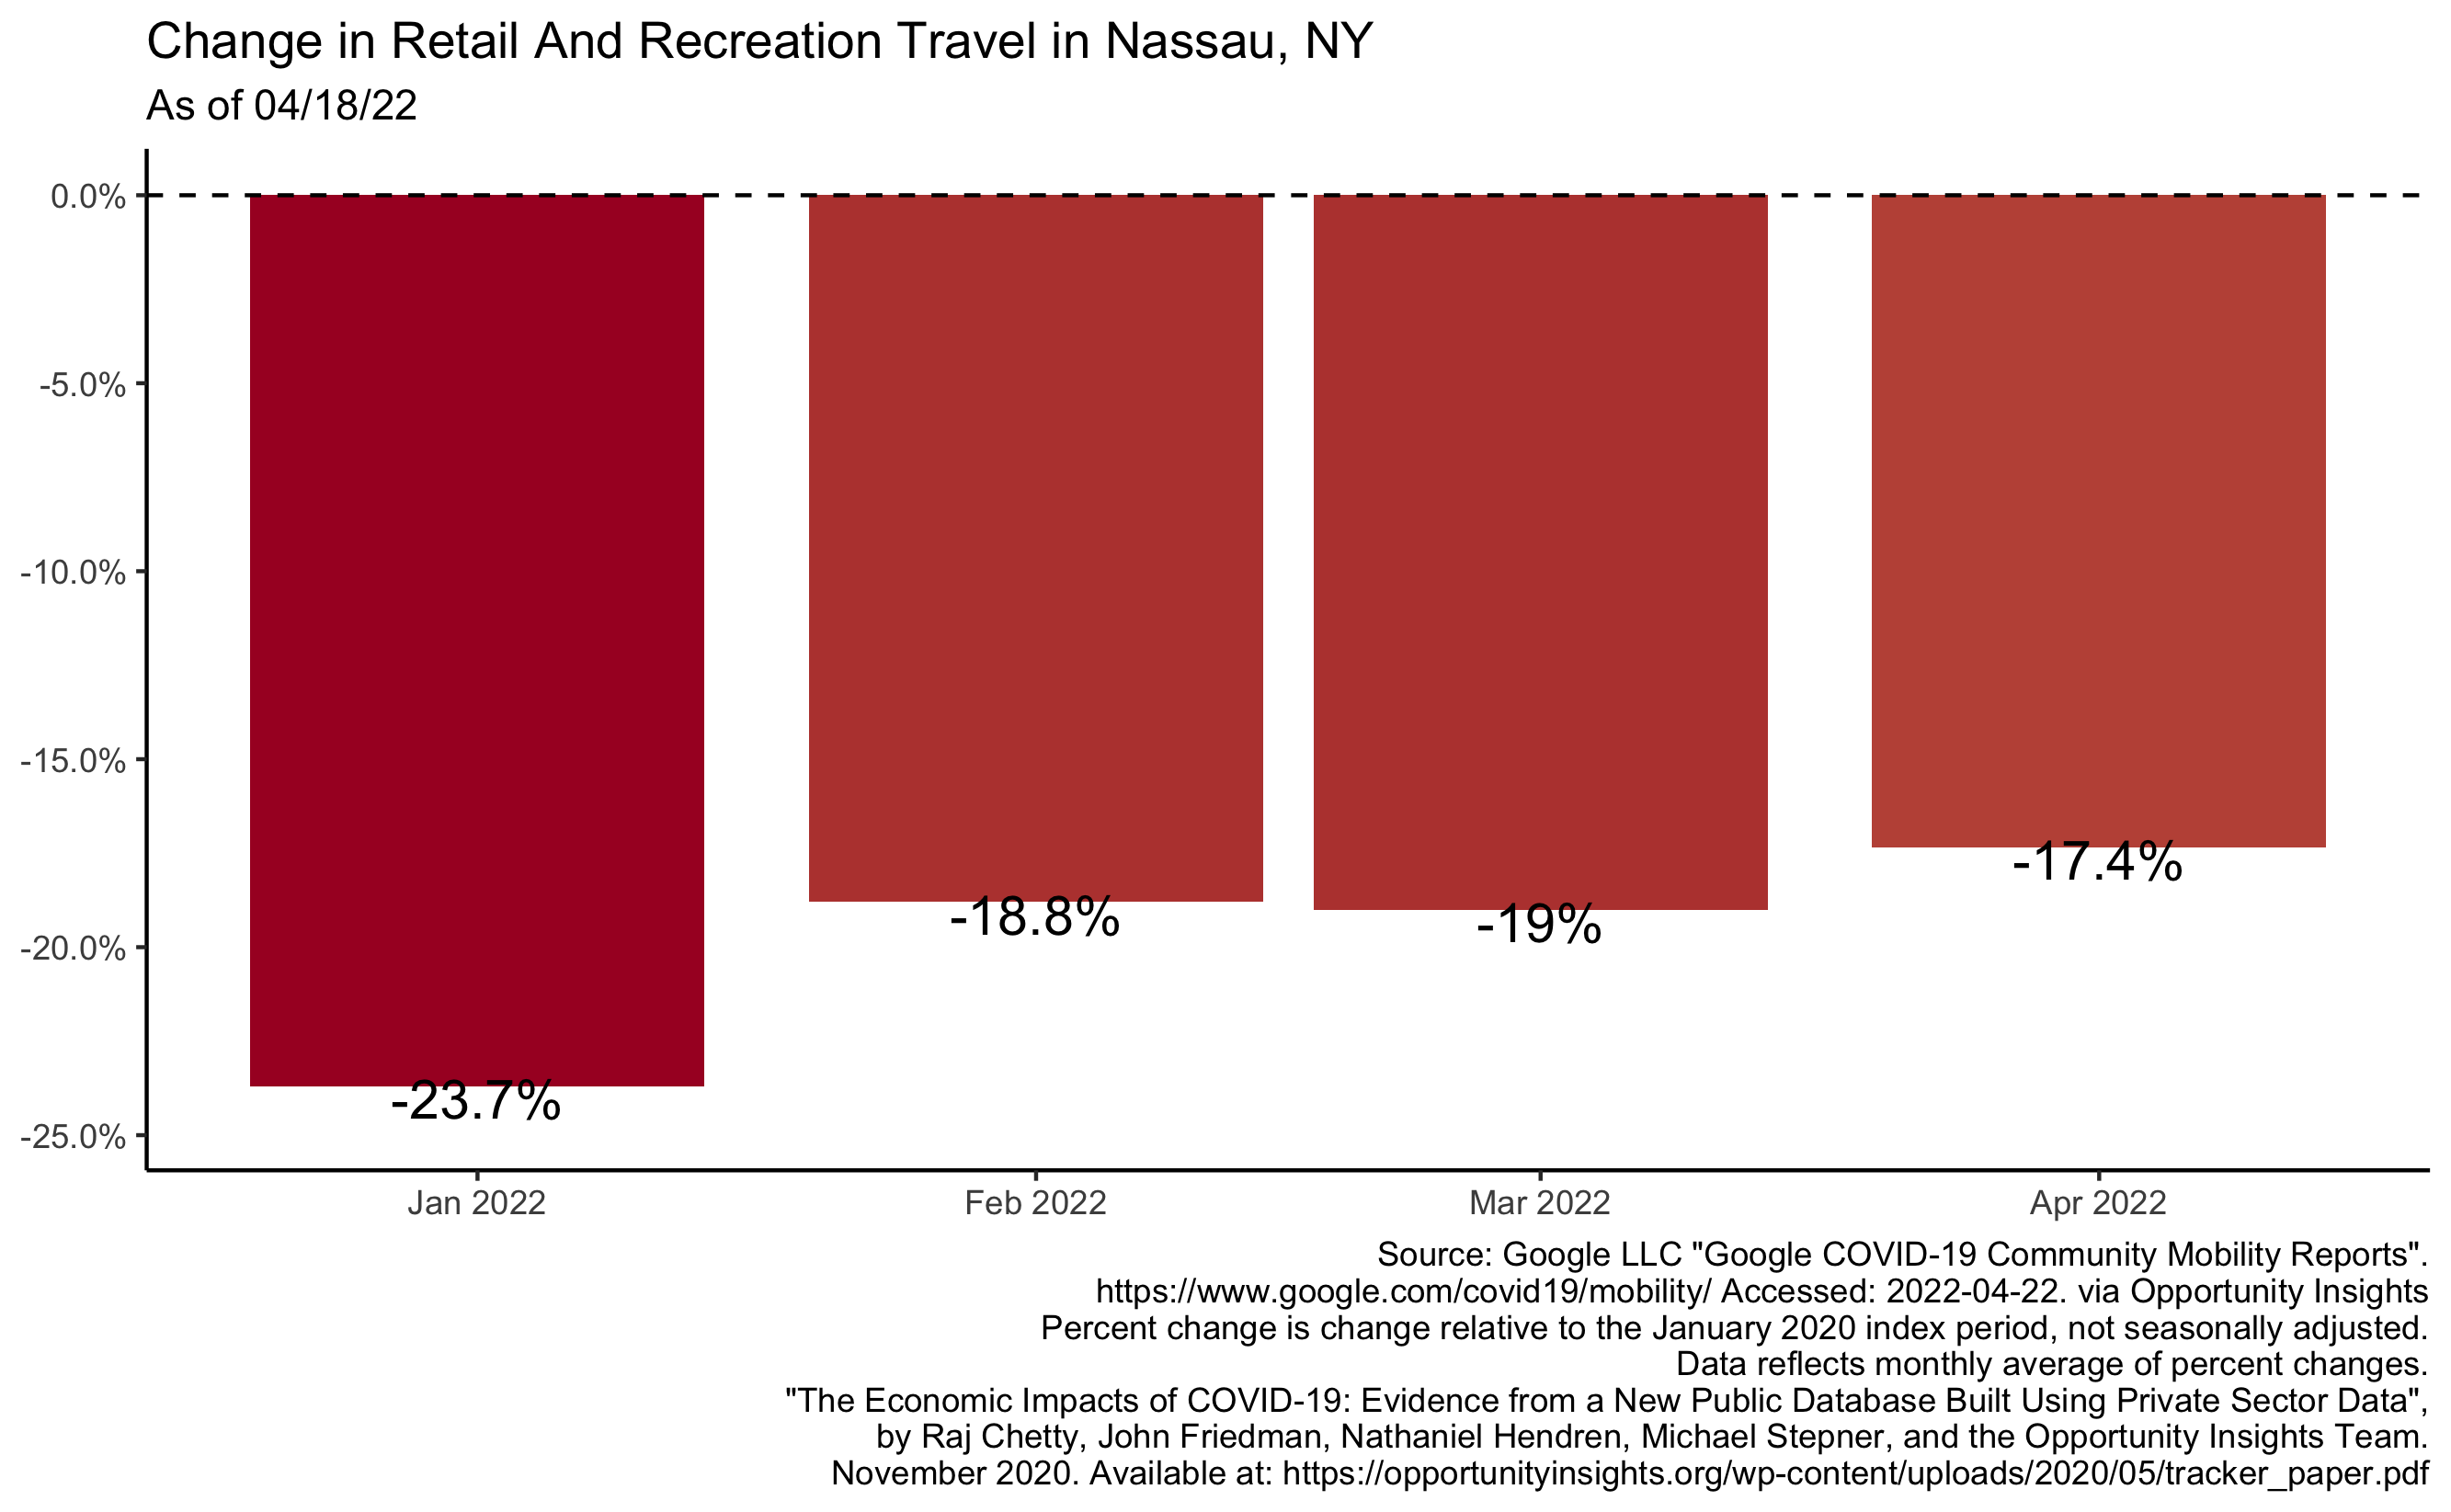 Change in Retail And Recreation Travel in Nassau, NY
As of 04/18/22
0.0%
-5.0%
-10.0%
-15.0%
-20.0%
-25.0%
-23.7%
-18.8%
-19%
-17.4%
Jan 2022
Feb 2022
Mar 2022
Apr 2022
Source: Google LLC "Google COVID-19 Community Mobility Reports".
https://www.google.com/covid19/mobility/ Accessed: 2022-04-22. via Opportunity Insights
Percent change is change relative to the January 2020 index period, not seasonally adjusted.
Data reflects monthly average of percent changes.
"The Economic Impacts of COVID-19: Evidence from a New Public Database Built Using Private Sector Data",
by Raj Chetty, John Friedman, Nathaniel Hendren, Michael Stepner, and the Opportunity Insights Team.
November 2020. Available at: https://opportunityinsights.org/wp-content/uploads/2020/05/tracker_paper.pdf